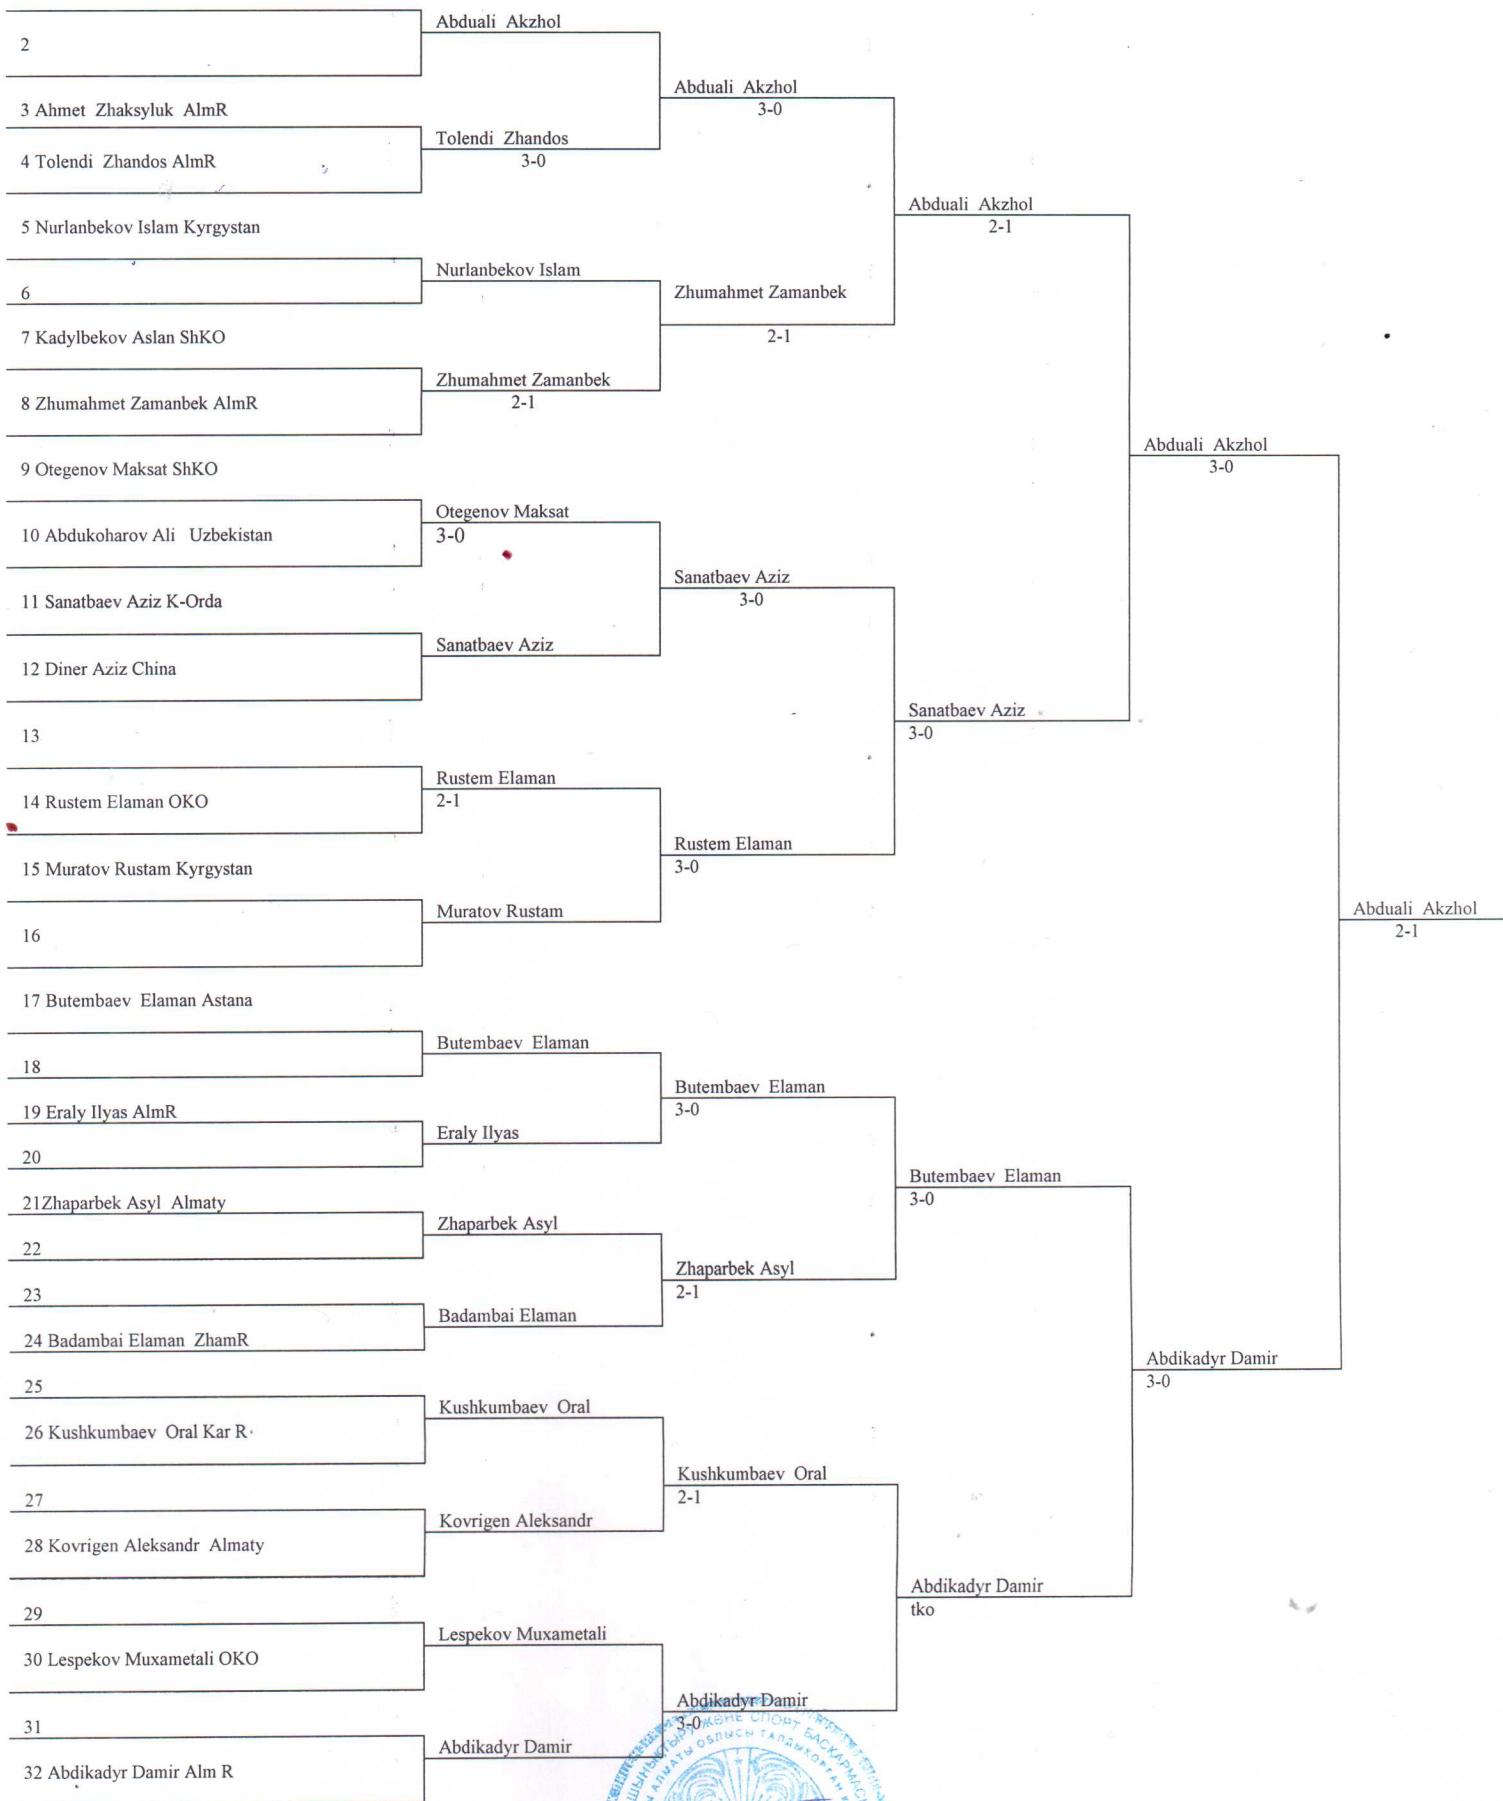 2
3 Ahmet Zhaksyluk AlmR
4 Tolendi Zhandos AlmR
5 Nurlanbekov Islam Kyrgystan
6
7 Kadylbekov Aslan ShKO
8 Zhumahmet Zamanbek AlmR
9 Otegenov Maksat ShKO
10 Abdukoharov Ali Uzbekistan
11 Sanatbaev Aziz K-Orda
12 Diner Aziz China
13
14 Rustem Elaman OKO
15 Muratov Rustam Kyrgystan
16
17 Butembaev Elaman Astana
18
19 Eraly Ilyas AlmR
20
21Zhaparbek Asyl Almaty
22
23
24 Badambai Elaman ZhamR
25
26 Kushkumbaev Oral Kar R
27
28 Kovrigen Aleksandr Almaty
29
30 Lespekov Muxametali OKO
31
32 Abdikadyr Damir Alm R
Abduali Akzhol
Tolendi Zhandos
3-0
Nurlanbekov Islam
Zhumahmet Zamanbek
2-1
Otegenov Maksat
3-0
Sanatbaev Aziz
Rustem Elaman
2-1
Muratov Rustam
Butembaev Elaman
Eraly Ilyas
Zhaparbek Asyl
Badambai Elaman
Kushkumbaev Oral
Kovrigen Aleksandr
Lespekov Muxametali
Abdikadyr Damir
Abduali Akzhol
3-0
Zhumahmet Zamanbek
2-1
Sanatbaev Aziz
3-0
Rustem Elaman
3-0
Butembaev Elaman
3-0
Zhaparbek Asyl
2-1
Kushkumbaev Oral
2-1
Abdikadyr Damir
3-0
Abduali Akzhol
2-1
Sanatbaev Aziz
3-0
Butembaev Elaman
3-0
Abdikadyr Damir
tko
Abduali Akzhol
3-0
Abdikadyr Damir
3-0
Abduali Akzhol
2-1
ЖӘНЕ СПОРТ БАСҚАРМАСЫ
АЛМАТЫ ОБЛЫСЫ ТАЛДЫҚОРҒАН